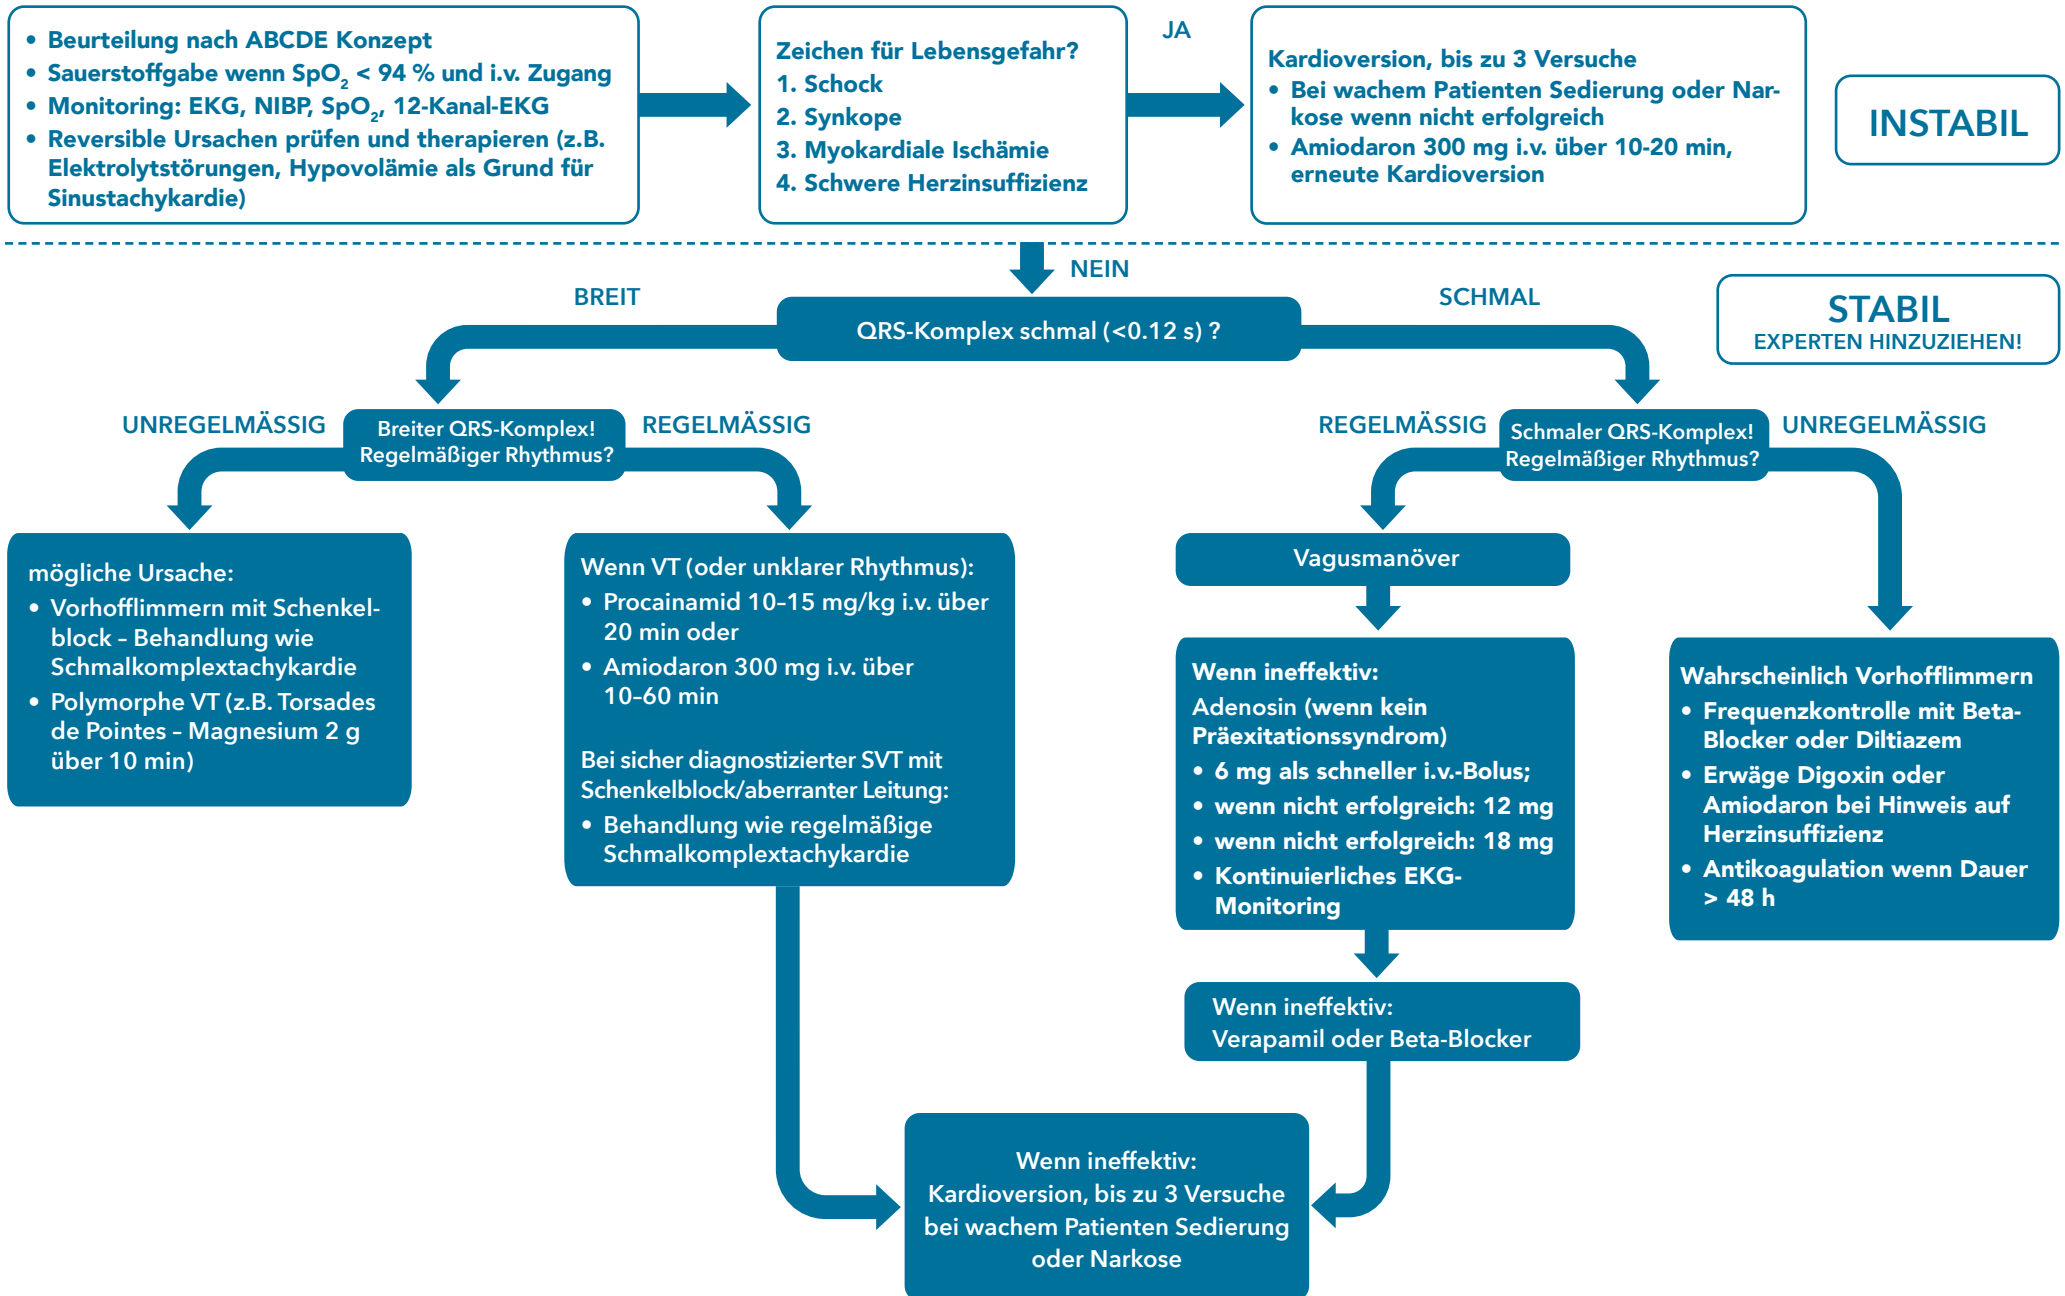 • Beurteilung nach ABCDE Konzept
• Sauerstoffgabe wenn SpO₂ < 94 % und i.v. Zugang
• Monitoring: EKG, NIBP, SpO₂, 12-Kanal-EKG
• Reversible Ursachen prüfen und therapieren (z.B.
Elektrolytstörungen, Hypovolämie als Grund für
Sinustachykardie)
Zeichen für Lebensgefahr?
1. Schock
2. Synkope
3. Myokardiale Ischämie
4. Schwere Herzinsuffizienz
JA
Kardioversion, bis zu 3 Versuche
• Bei wachem Patienten Sedierung oder Nar-
kose wenn nicht erfolgreich
• Amiodaron 300 mg i.v. über 10-20 min,
erneute Kardioversion
INSTABIL
NEIN
BREIT
QRS-Komplex schmal (<0.12 s) ?
SCHMAL
STABIL
EXPERTEN HINZUZIEHEN!
UNREGELMÄSSIG
Breiter QRS-Komplex!
Regelmäßiger Rhythmus?
REGELMÄSSIG
REGELMÄSSIG
Schmaler QRS-Komplex!
Regelmäßiger Rhythmus?
UNREGELMÄSSIG
mögliche Ursache:
• Vorhofflimmern mit Schenkel-
block – Behandlung wie
Schmalkomplextachykardie
• Polymorphe VT (z.B. Torsades
de Pointes – Magnesium 2 g
über 10 min)
Wenn VT (oder unklarer Rhythmus):
• Procainamid 10–15 mg/kg i.v. über
20 min oder
• Amiodaron 300 mg i.v. über
10–60 min
Bei sicher diagnostizierter SVT mit
Schenkelblock/aberranter Leitung:
• Behandlung wie regelmäßige
Schmalkomplextachykardie
Vagusmanöver
Wenn ineffektiv:
Adenosin (wenn kein
Präexitationssyndrom)
• 6 mg als schneller i.v.-Bolus;
• wenn nicht erfolgreich: 12 mg
• wenn nicht erfolgreich: 18 mg
• Kontinuierliches EKG-
Monitoring
Wahrscheinlich Vorhofflimmern
• Frequenzkontrolle mit Beta-
Blocker oder Diltiazem
• Erwäge Digoxin oder
Amiodaron bei Hinweis auf
Herzinsuffizienz
• Antikoagulation wenn Dauer
> 48 h
Wenn ineffektiv:
Verapamil oder Beta-Blocker
Wenn ineffektiv:
Kardioversion, bis zu 3 Versuche
bei wachem Patienten Sedierung
oder Narkose